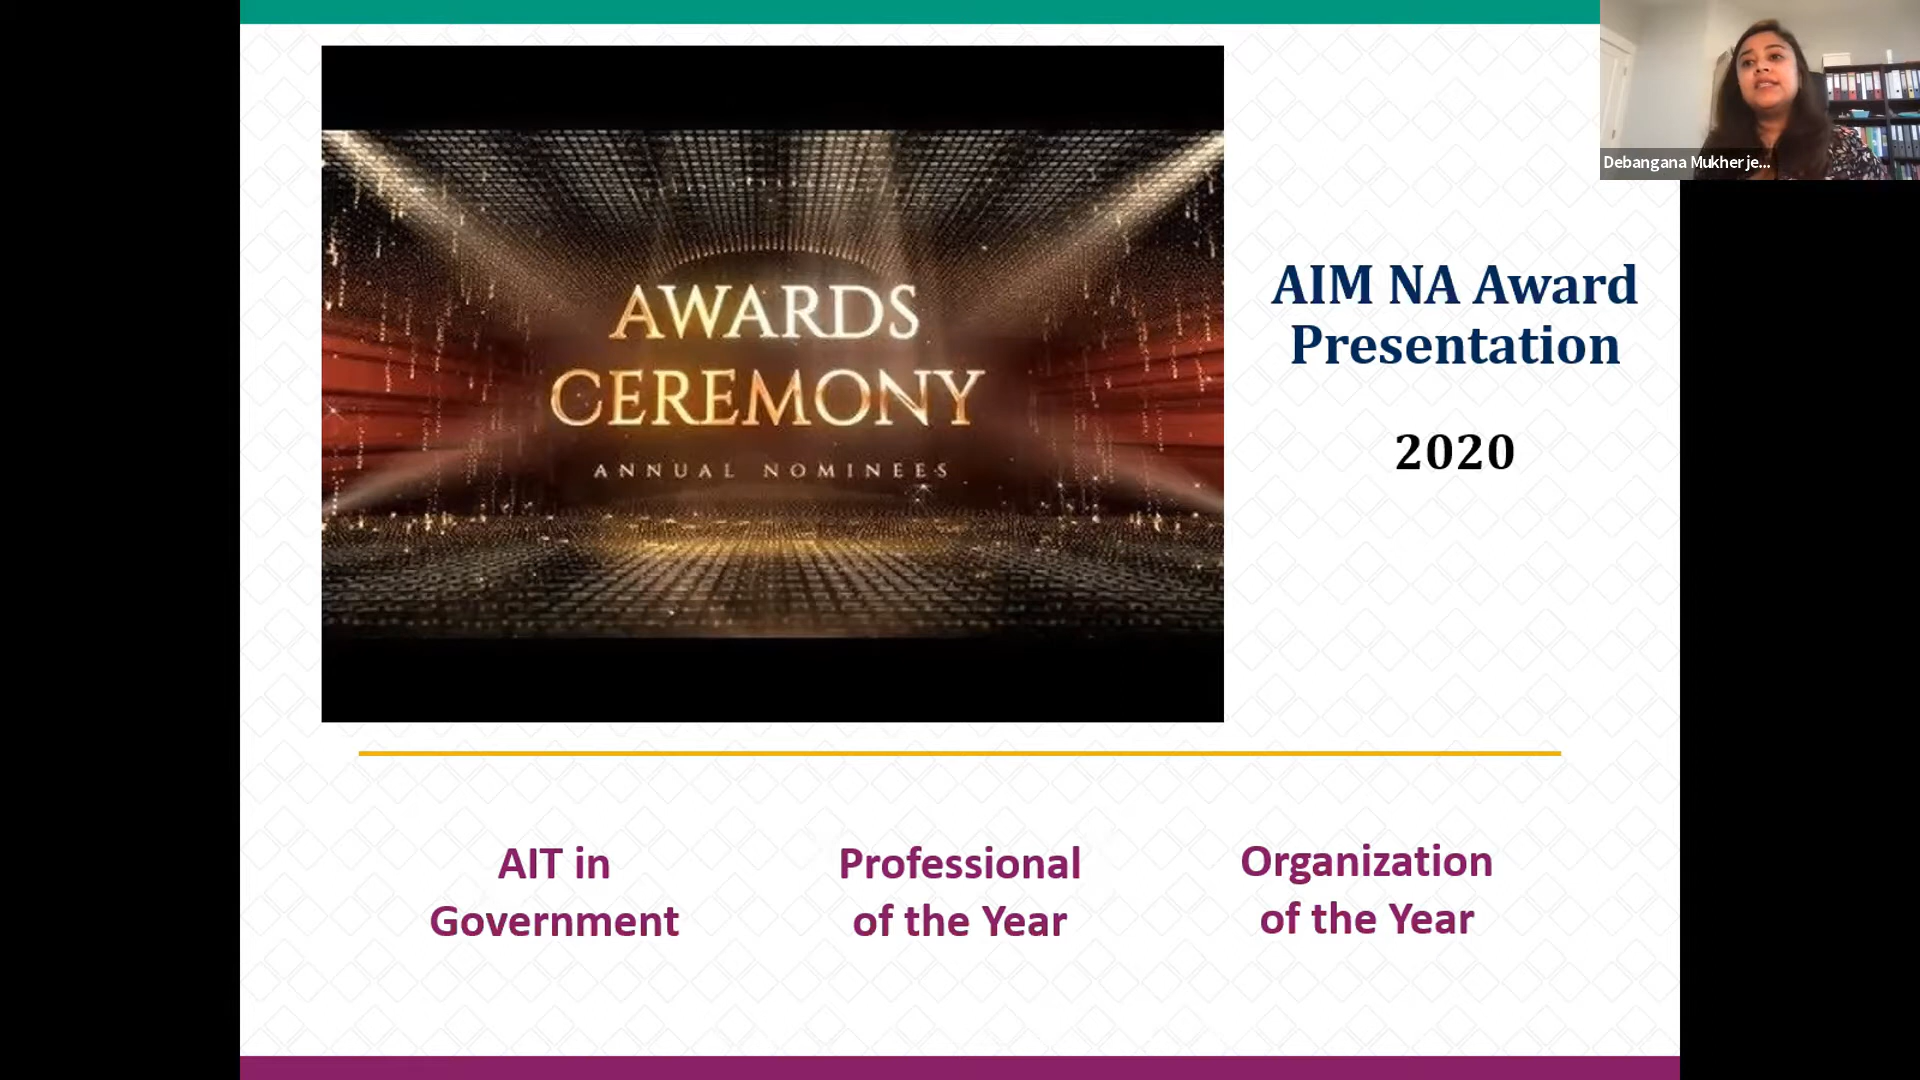 AWARDS
CEREMONY
ANNUAL NOMINEES
AIM NA Award
Presentation
2020
Debangana Mukherje...
AIT in
Government
Professional
of the Year
Organization
of the Year